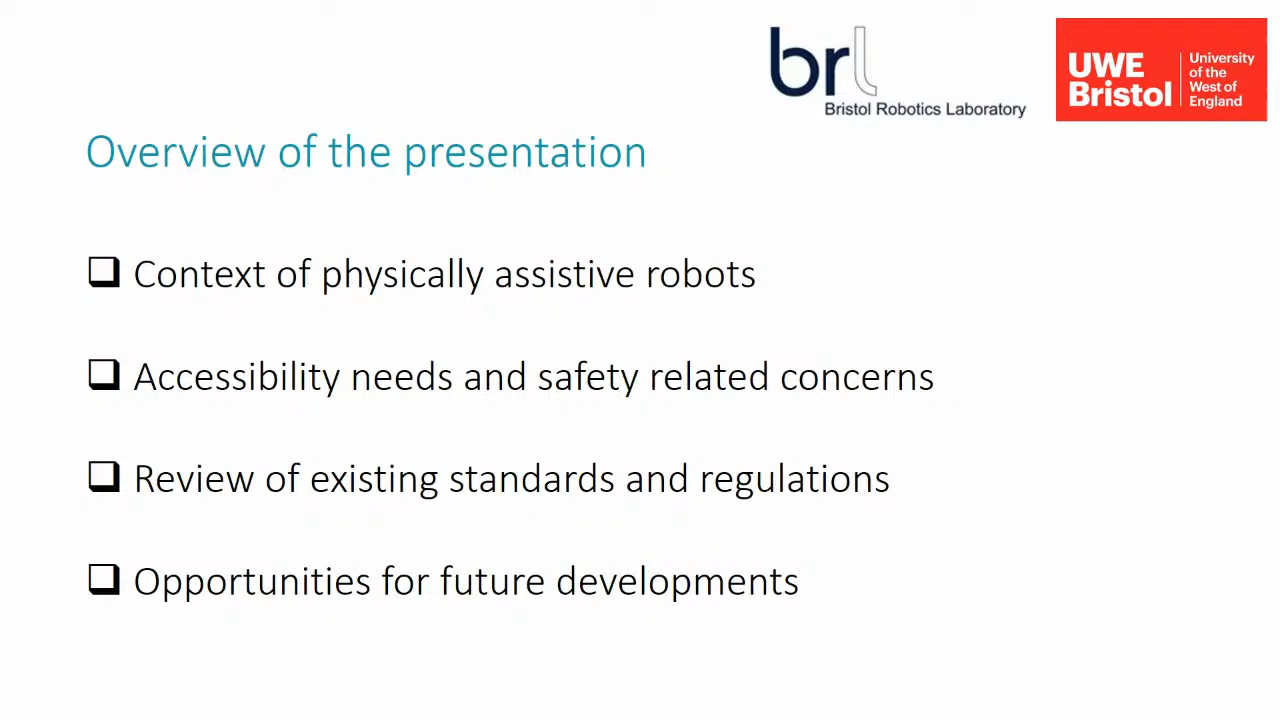 brl
Bristol Robotics Laboratory
UWE
Bristol
University
of the
West of
England
Overview of the presentation
Context of physically assistive robots
Accessibility needs and safety related concerns
Review of existing standards and regulations
Opportunities for future developments